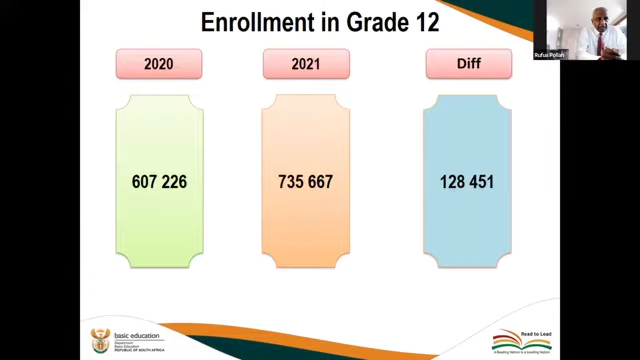 Enrollment in Grade 12
2020
2021
Diff
607 226
735 667
128 451
Rufus Poliah
basic education
Department:
Basic Education
REPUBLIC OF SOUTH AFRICA
Read to Lead
A Reading Nation is a Leading Nation